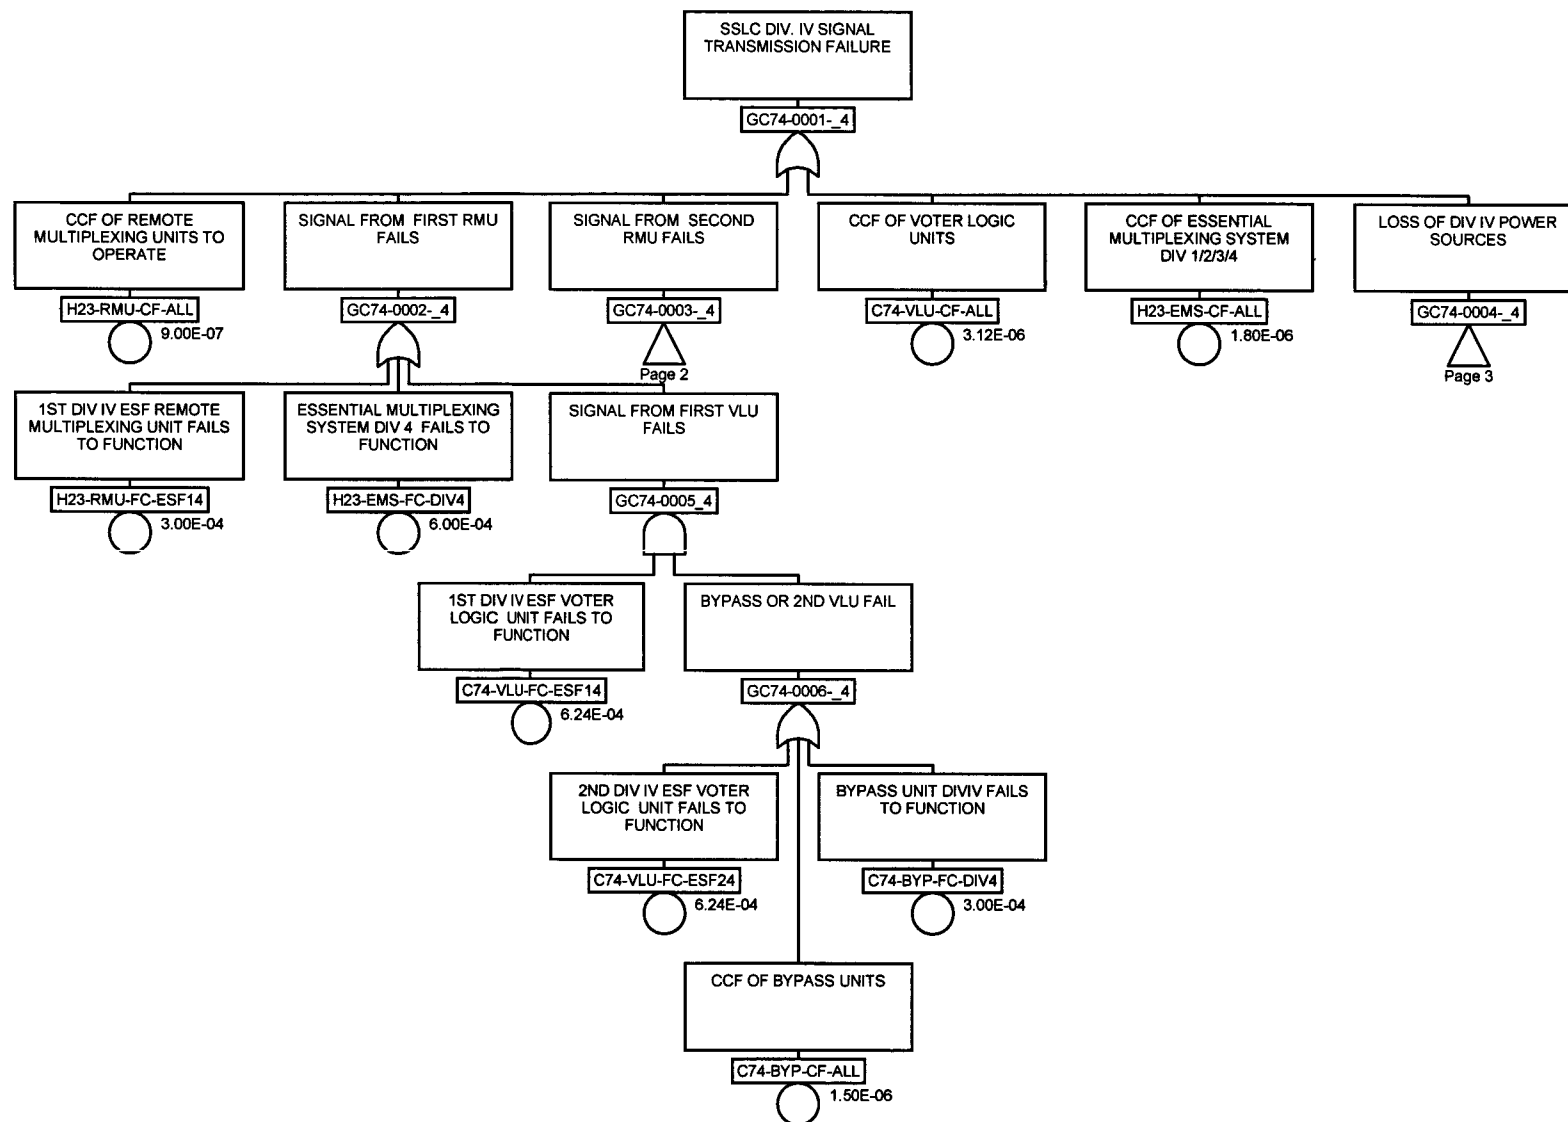 SSLC DIV. IV SIGNAL
TRANSMISSION FAILURE
GC74-0001-_4
CCF OF REMOTE
MULTIPLEXING UNITS TO
OPERATE
H23-RMU-CF-ALL
9.00E-07
SIGNAL FROM FIRST RMU
FAILS
GC74-0002-_4
SIGNAL FROM SECOND
RMU FAILS
GC74-0003-_4
Page 2
CCF OF VOTER LOGIC
UNITS
C74-VLU-CF-ALL
3.12E-06
CCF OF ESSENTIAL
MULTIPLEXING SYSTEM
DIV 1/2/3/4
H23-EMS-CF-ALL
1.80E-06
LOSS OF DIV IV POWER
SOURCES
GC74-0004-_4
Page 3
1ST DIV IV ESF REMOTE
MULTIPLEXING UNIT FAILS
TO FUNCTION
H23-RMU-FC-ESF14
3.00E-04
ESSENTIAL MULTIPLEXING
SYSTEM DIV 4 FAILS TO
FUNCTION
H23-EMS-FC-DIV4
6.00E-04
SIGNAL FROM FIRST VLU
FAILS
GC74-0005_4
1ST DIV IV ESF VOTER
LOGIC UNIT FAILS TO
FUNCTION
C74-VLU-FC-ESF14
6.24E-04
BYPASS OR 2ND VLU FAIL
GC74-0006-_4
2ND DIV IV ESF VOTER
LOGIC UNIT FAILS TO
FUNCTION
C74-VLU-FC-ESF24
6.24E-04
BYPASS UNIT DIVIV FAILS
TO FUNCTION
C74-BYP-FC-DIV4
3.00E-04
CCF OF BYPASS UNITS
C74-BYP-CF-ALL
1.50E-06